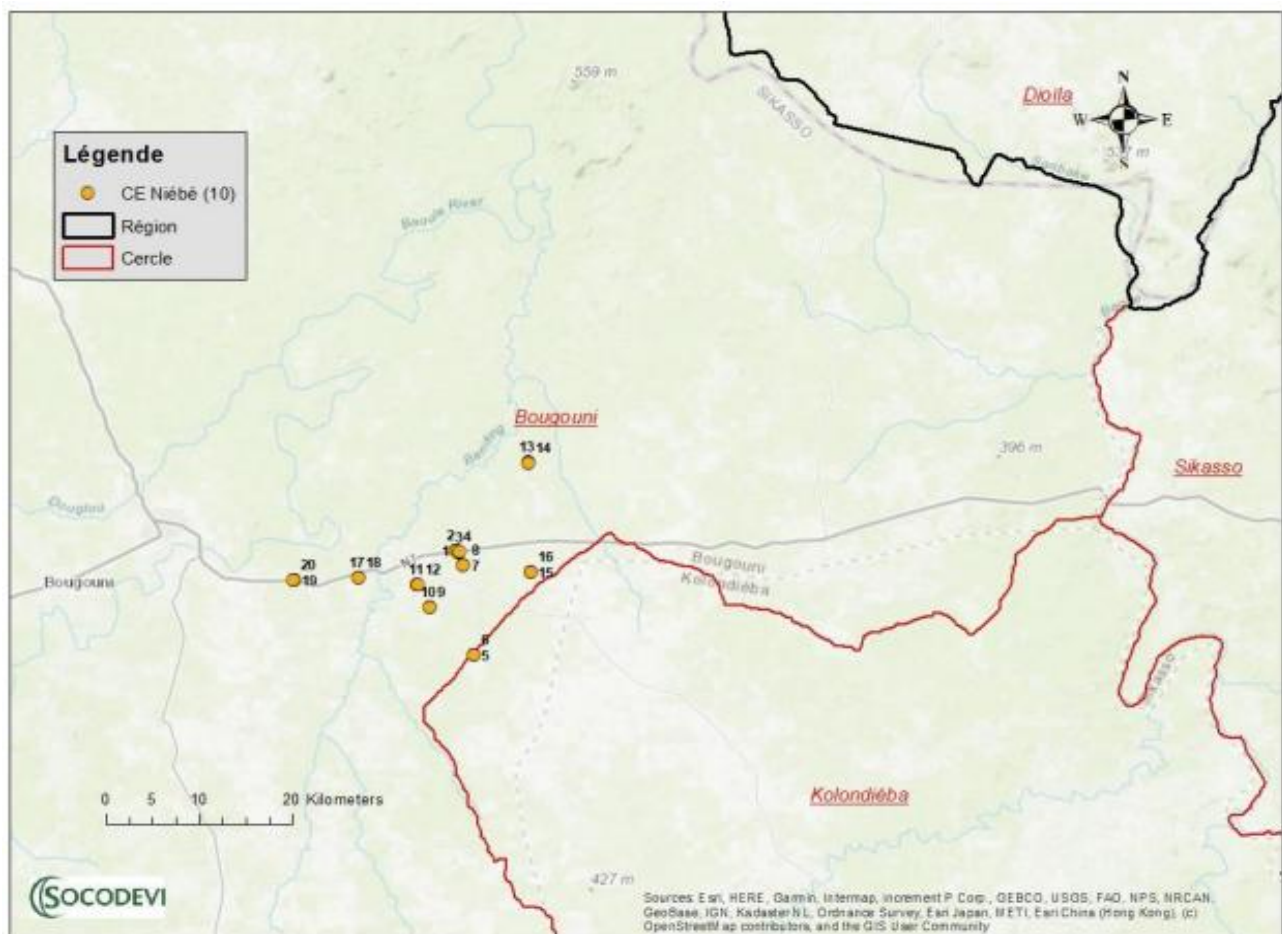 559 m
Dioila
N
W
E
S
537 m
SIKASSO
Légende
CE Niébé (10)
Région
Cercle
Baoule River
Bougouni
13 14
396 m
Sikasso
2 3 4
1
8
7
16
15
17 18
20
19
11 12
10 9
6
5
Bougouni
Bougouni
Kolondiéba
0 5 10 20 Kilometers
Kolondiéba
427 m
SOCODEVI
Sources: Esri, HERE, Garmin, Intermap, increment P Corp., GEBCO, USGS, FAO, NPS, NRCAN,
GeoBase, IGN, Kadaster NL, Ordnance Survey, Esri Japan, METI, Esri China (Hong Kong), (c)
OpenStreetMap contributors, and the GIS User Community